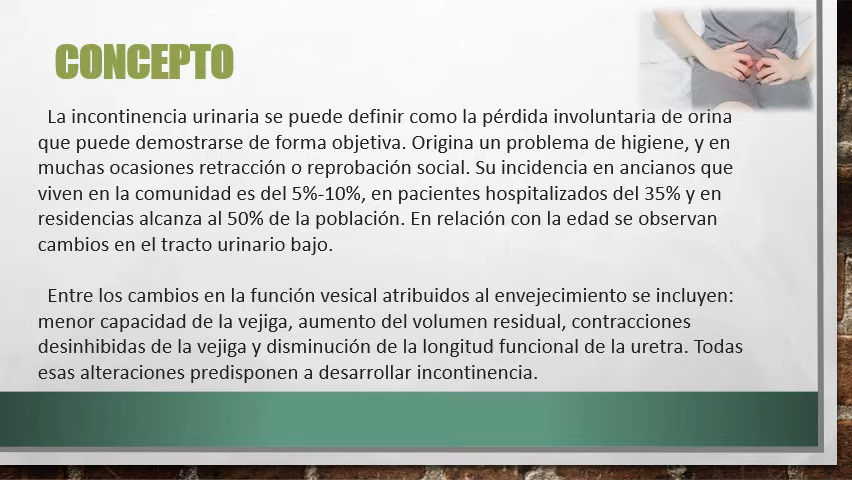 CONCEPTO
La incontinencia urinaria se puede definir como la pérdida involuntaria de orina
que puede demostrarse de forma objetiva. Origina un problema de higiene, y en
muchas ocasiones retracción o reprobación social. Su incidencia en ancianos que
viven en la comunidad es del 5%-10%, en pacientes hospitalizados del 35% y en
residencias alcanza al 50% de la población. En relación con la edad se observan
cambios en el tracto urinario bajo.
Entre los cambios en la función vesical atribuidos al envejecimiento se incluyen:
menor capacidad de la vejiga, aumento del volumen residual, contracciones
desinhibidas de la vejiga y disminución de la longitud funcional de la uretra. Todas
esas alteraciones predisponen a desarrollar incontinencia.